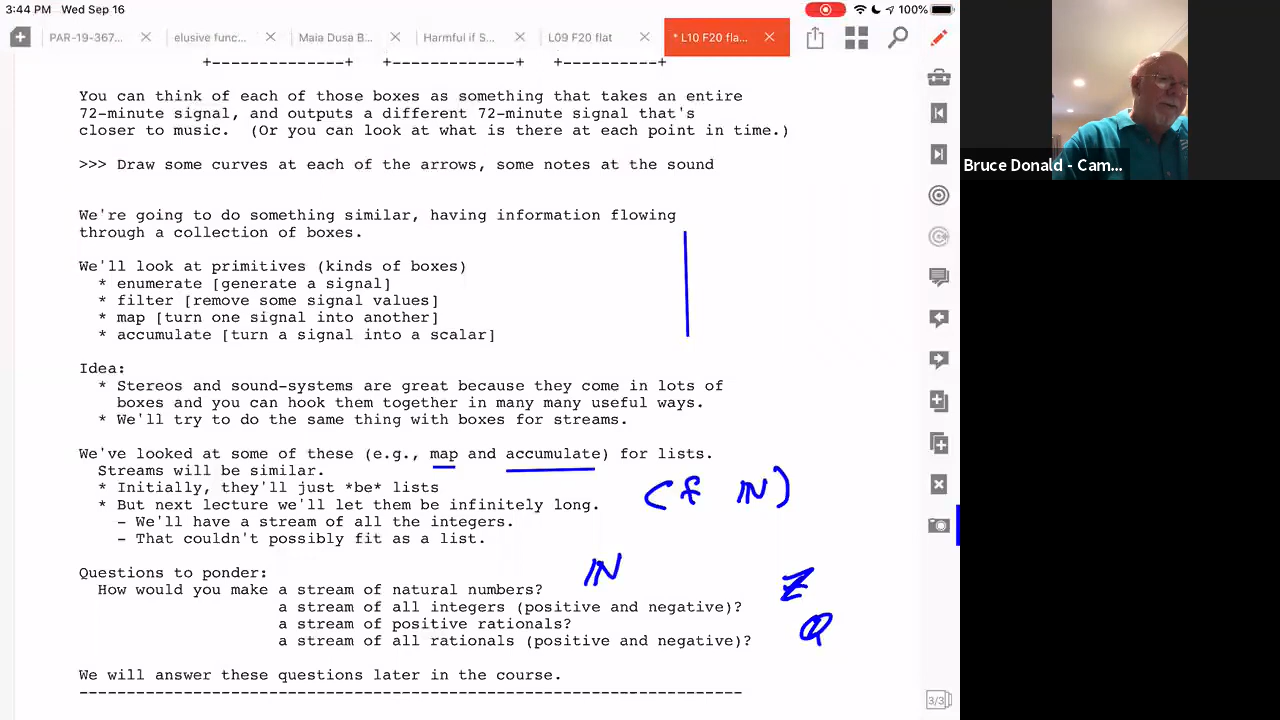 3:44 PM Wed Sep 16
100%
PAR-19-367...
elusive func...
Maia Dusa B...
Harmful if S...
L09 F20 flat
* L10 F20 fla...
+--------------+ +-------------+ +----------+
You can think of each of those boxes as something that takes an entire
72-minute signal, and outputs a different 72-minute signal that's
closer to music. (Or you can look at what is there at each point in time.)
>>> Draw some curves at each of the arrows, some notes at the sound
We're going to do something similar, having information flowing
through a collection of boxes.
We'll look at primitives (kinds of boxes)
* enumerate [generate a signal]
* filter [remove some signal values]
* map [turn one signal into another]
* accumulate [turn a signal into a scalar]
Idea:
* Stereos and sound-systems are great because they come in lots of
boxes and you can hook them together in many many useful ways.
* We'll try to do the same thing with boxes for streams.
We've looked at some of these (e.g., map and accumulate) for lists.
Streams will be similar.
* Initially, they'll just *be* lists
(f ℕ)
* But next lecture we'll let them be infinitely long.
- We'll have a stream of all the integers.
- That couldn't possibly fit as a list.
Questions to ponder:
How would you make a stream of natural numbers? ℕ
a stream of all integers (positive and negative)? ℤ
a stream of positive rationals? ℚ
a stream of all rationals (positive and negative)?
We will answer these questions later in the course.
----------------------------------------------------------------------
3/3
Bruce Donald - Cam...